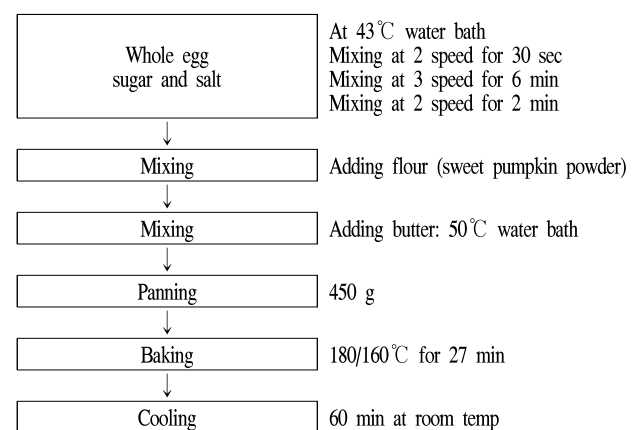 Whole egg
sugar and salt
At 43℃ water bath
Mixing at 2 speed for 30 sec
Mixing at 3 speed for 6 min
Mixing at 2 speed for 2 min
Mixing
Adding flour (sweet pumpkin powder)
Mixing
Adding butter: 50℃ water bath
Panning
450 g
Baking
180/160℃ for 27 min
Cooling
60 min at room temp